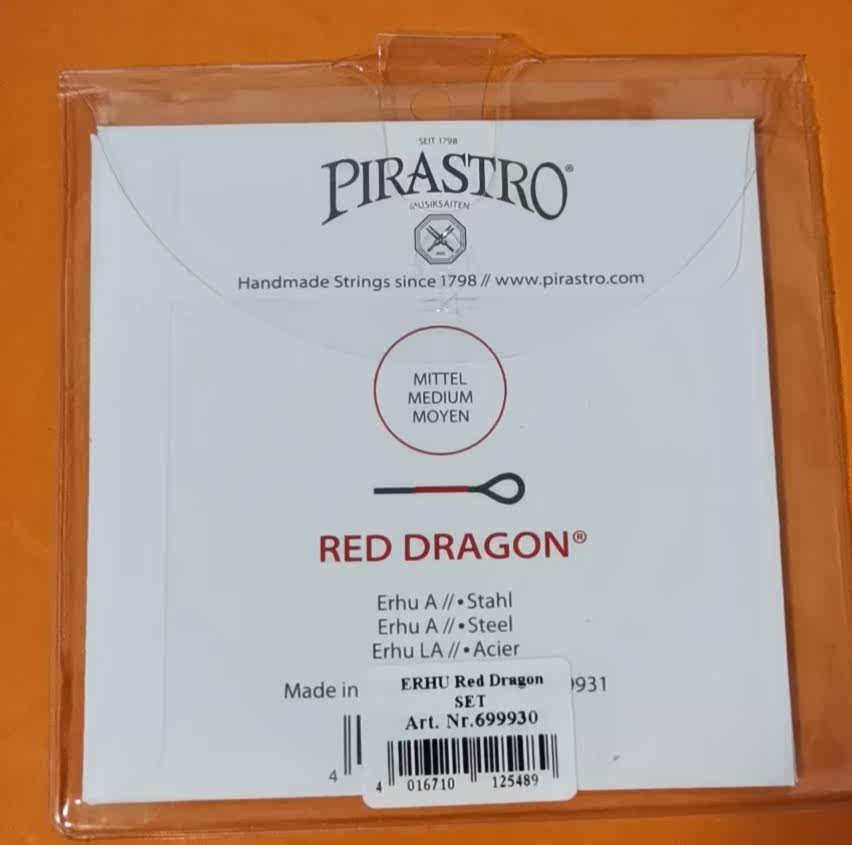 SEIT 1798
PIRASTRO®
MUSIKSAITEN
Handmade Strings since 1798 // www.pirastro.com
MITTEL
MEDIUM
MOYEN
RED DRAGON®
Erhu A // • Stahl
Erhu A // • Steel
Erhu LA // • Acier
Made in
9931
ERHU Red Dragon
SET
Art. Nr.699930
4
4 016710 125489